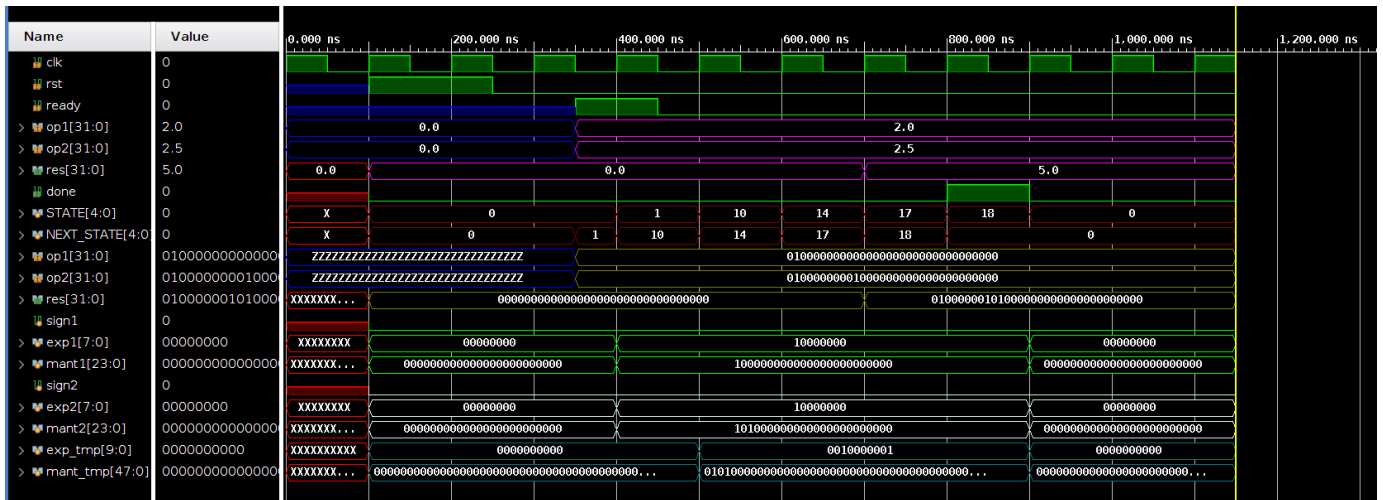 Name Value 0.000 ns 200.000 ns 400.000 ns 600.000 ns 800.000 ns 1,000.000 ns 1,200.000 ns
clk 0
rst 0
ready 0
op1[31:0] 2.0 0.0 2.0
op2[31:0] 2.5 0.0 2.5
res[31:0] 5.0 0.0 0.0 5.0
done 0
STATE[4:0] 0 X 0 1 10 14 17 18 0
NEXT_STATE[4:0] 0 X 0 1 10 14 17 18 0
op1[31:0] 01000000000000000 ZZZZZZZZZZZZZZZZZZZZZZZZZZZZZZZZ 01000000000000000000000000000000
op2[31:0] 01000000001000000 ZZZZZZZZZZZZZZZZZZZZZZZZZZZZZZZZ 01000000001000000000000000000000
res[31:0] 01000000101000000 XXXXXXX... 00000000000000000000000000000000 01000000101000000000000000000000
sign1 0
exp1[7:0] 00000000 XXXXXXXX 00000000 10000000 00000000
mant1[23:0] 00000000000000000 XXXXXXX... 000000000000000000000000 100000000000000000000000 000000000000000000000000
sign2 0
exp2[7:0] 00000000 XXXXXXXX 00000000 10000000 00000000
mant2[23:0] 00000000000000000 XXXXXXX... 000000000000000000000000 101000000000000000000000 000000000000000000000000
exp_tmp[9:0] 0000000000 XXXXXXXXXX 0000000000 0010000001 0000000000
mant_tmp[47:0] 00000000000000000 XXXXXXX... 0000000000000000000000000000000000000000... 0101000000000000000000000000000000000000... 00000000000000000000000000...